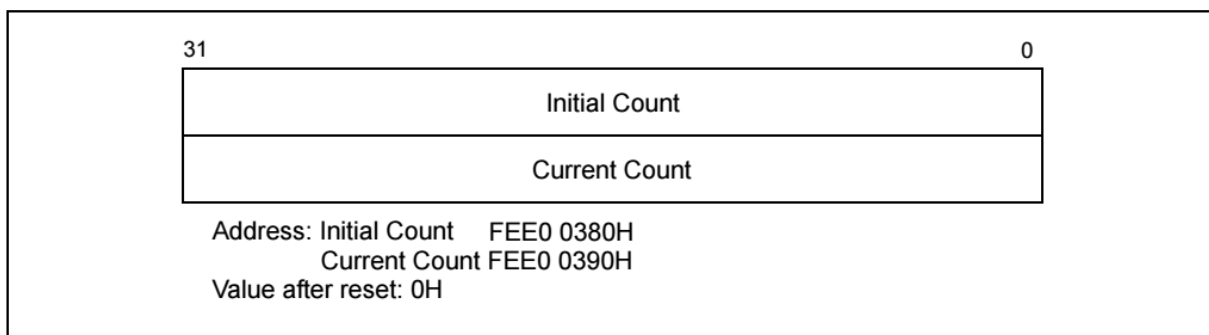 31 0
Initial Count
Current Count
Address: Initial Count FEE0 0380H
Current Count FEE0 0390H
Value after reset: 0H